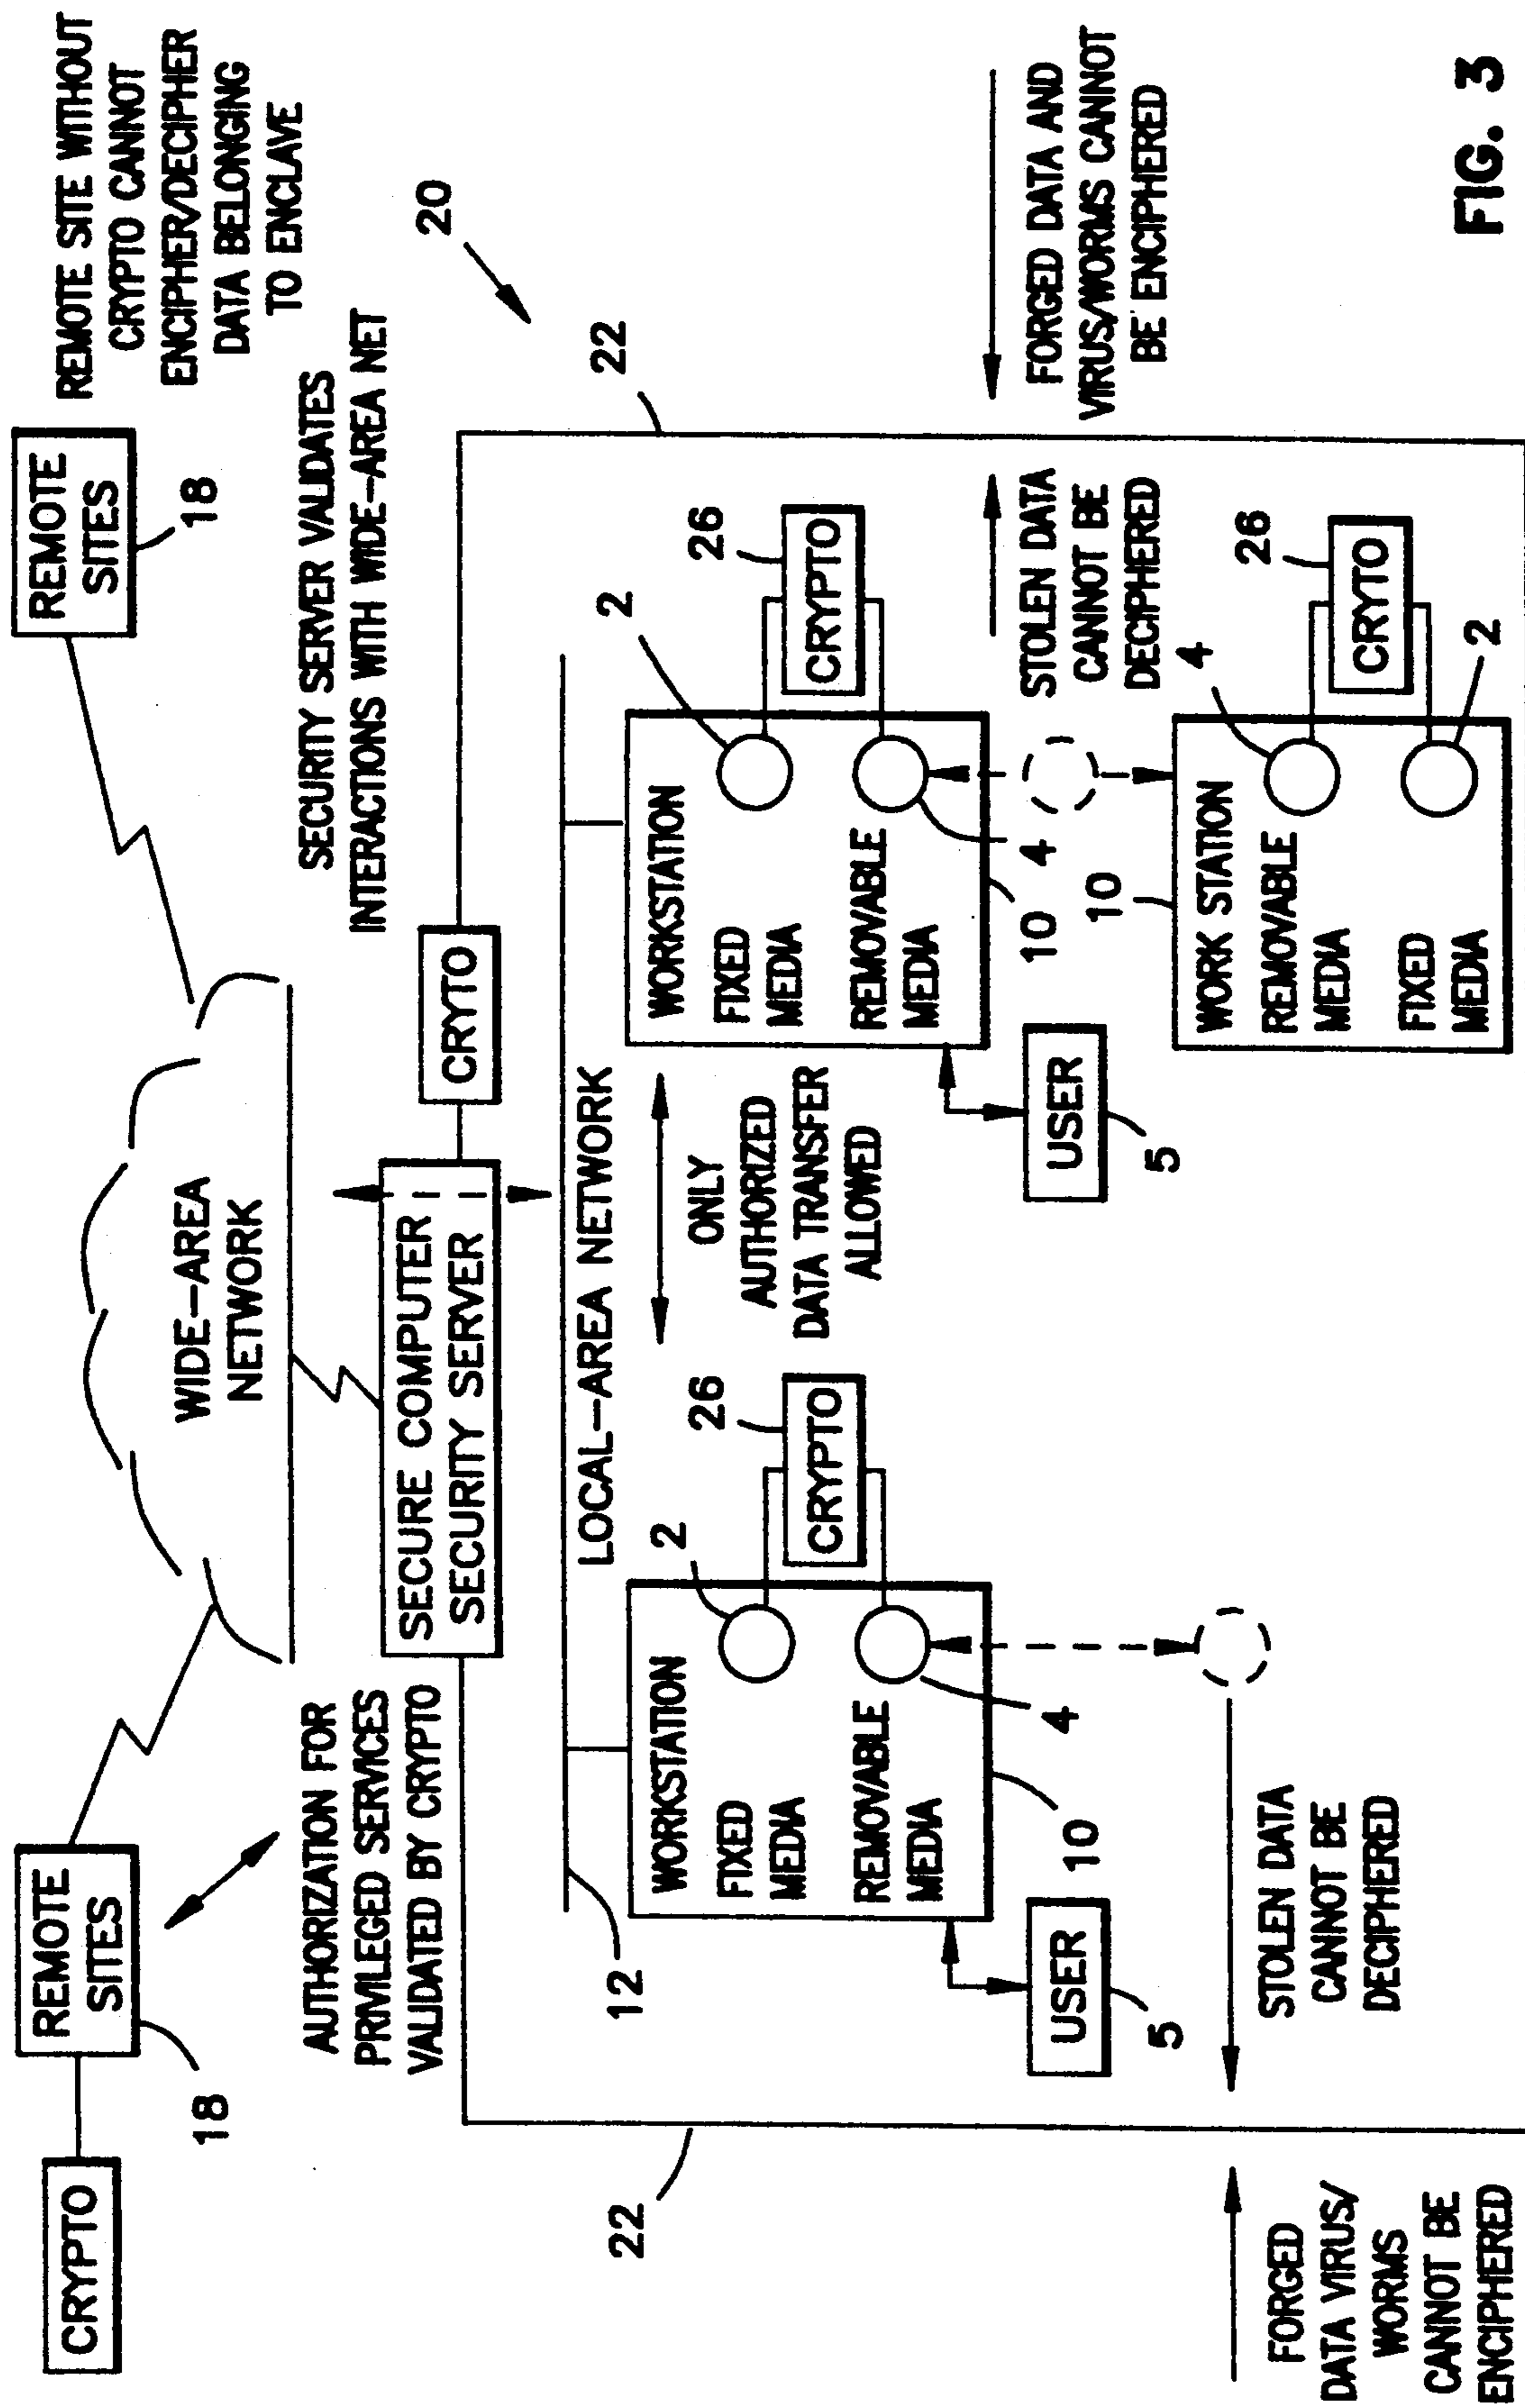 CRYPTO
REMOTE
SITES
18
REMOTE
SITES
18
REMOTE SITE WITHOUT
CRYPTO CANNOT
ENCIPHER/DECIPHER
DATA BELONGING
TO ENCLAVE
WIDE-AREA
NETWORK
AUTHORIZATION FOR
PRIVILEGED SERVICES
VALIDATED BY CRYPTO
SECURITY SERVER VALIDATES
INTERACTIONS WITH WIDE-AREA NET
20
SECURE COMPUTER
SECURITY SERVER
CRYTO
22
22
12
LOCAL-AREA NETWORK
WORKSTATION
FIXED
MEDIA
2
REMOVABLE
MEDIA
4
CRYPTO
26
10
USER
5
ONLY
AUTHORIZED
DATA TRANSFER
ALLOWED
WORKSTATION
FIXED
MEDIA
2
REMOVABLE
MEDIA
4
CRYPTO
26
10
USER
5
STOLEN DATA
CANNOT BE
DECIPHERED
FORGED DATA AND
VIRUS/WORMS CANNOT
BE ENCIPHERED
10
WORK STATION
REMOVABLE
MEDIA
4
FIXED
MEDIA
2
CRYTO
26
STOLEN DATA
CANNOT BE
DECIPHERED
FORGED
DATA VIRUS/
WORMS
CANNOT BE
ENCIPHERED
FIG. 3